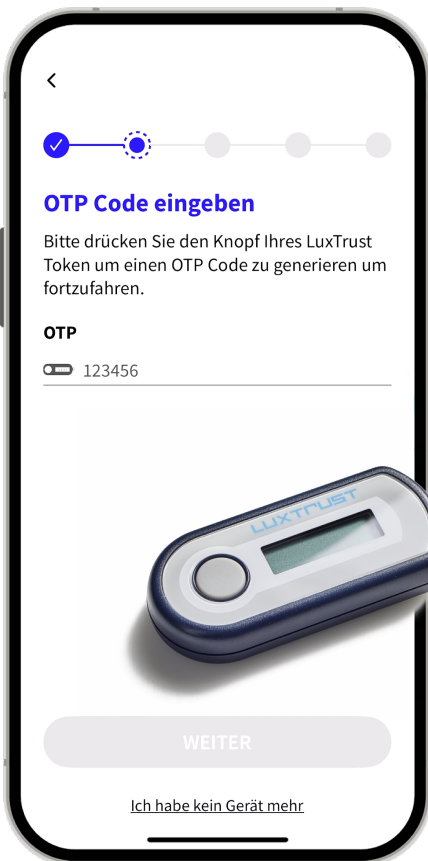 OTP Code eingeben
Bitte drücken Sie den Knopf Ihres LuxTrust
Token um einen OTP Code zu generieren um
fortzufahren.
OTP
123456
LUXTRUST
WEITER
Ich habe kein Gerät mehr